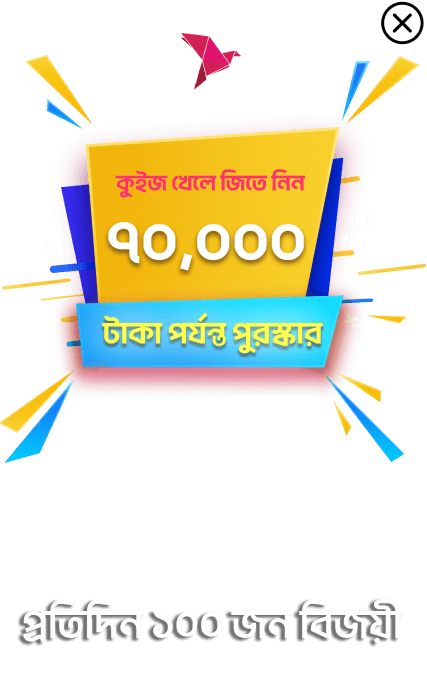 কুইজ খেলে জিতে নিন
৭০,০০০
টাকা পর্যন্ত পুরস্কার
প্রতিদিন ১০০ জন বিজয়ী